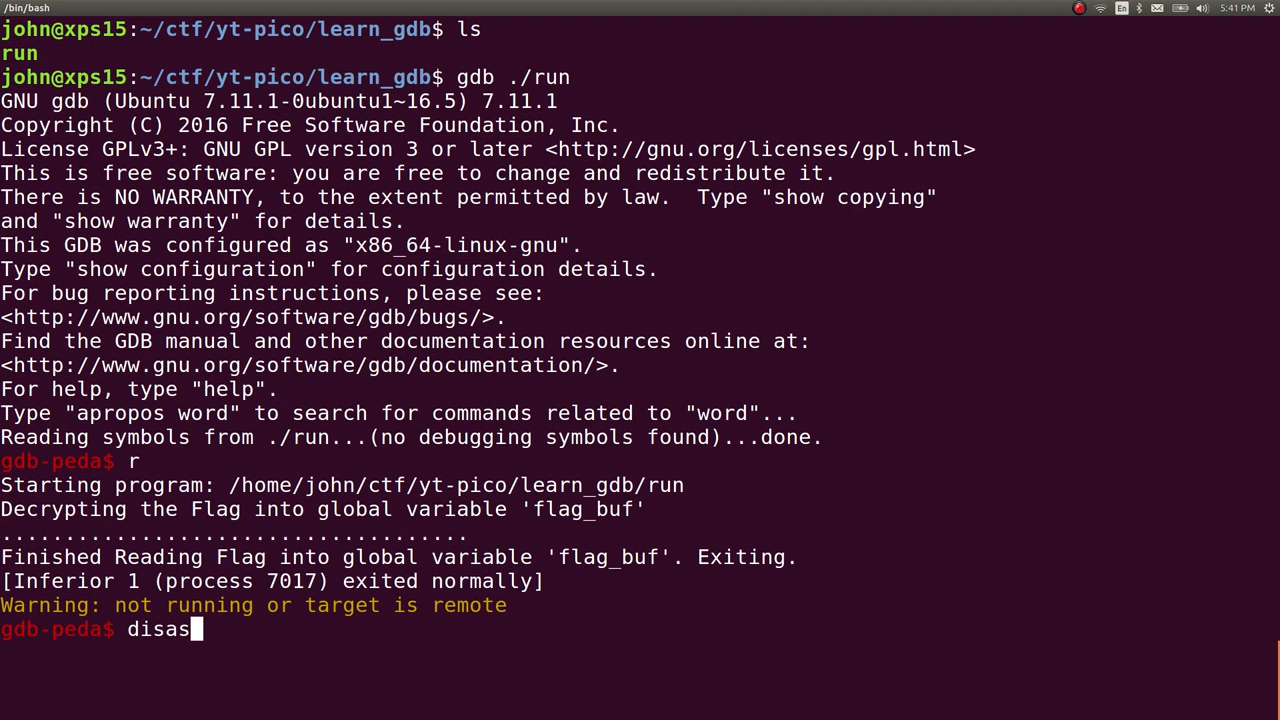 /bin/bash
En
5:41 PM
john@xps15:~/ctf/yt-pico/learn_gdb$ ls
run
john@xps15:~/ctf/yt-pico/learn_gdb$ gdb ./run
GNU gdb (Ubuntu 7.11.1-0ubuntu1~16.5) 7.11.1
Copyright (C) 2016 Free Software Foundation, Inc.
License GPLv3+: GNU GPL version 3 or later <http://gnu.org/licenses/gpl.html>
This is free software: you are free to change and redistribute it.
There is NO WARRANTY, to the extent permitted by law.  Type "show copying"
and "show warranty" for details.
This GDB was configured as "x86_64-linux-gnu".
Type "show configuration" for configuration details.
For bug reporting instructions, please see:
<http://www.gnu.org/software/gdb/bugs/>.
Find the GDB manual and other documentation resources online at:
<http://www.gnu.org/software/gdb/documentation/>.
For help, type "help".
Type "apropos word" to search for commands related to "word"...
Reading symbols from ./run...(no debugging symbols found)...done.
gdb-peda$ r
Starting program: /home/john/ctf/yt-pico/learn_gdb/run
Decrypting the Flag into global variable 'flag_buf'
.....................................
Finished Reading Flag into global variable 'flag_buf'. Exiting.
[Inferior 1 (process 7017) exited normally]
Warning: not running or target is remote
gdb-peda$ disas